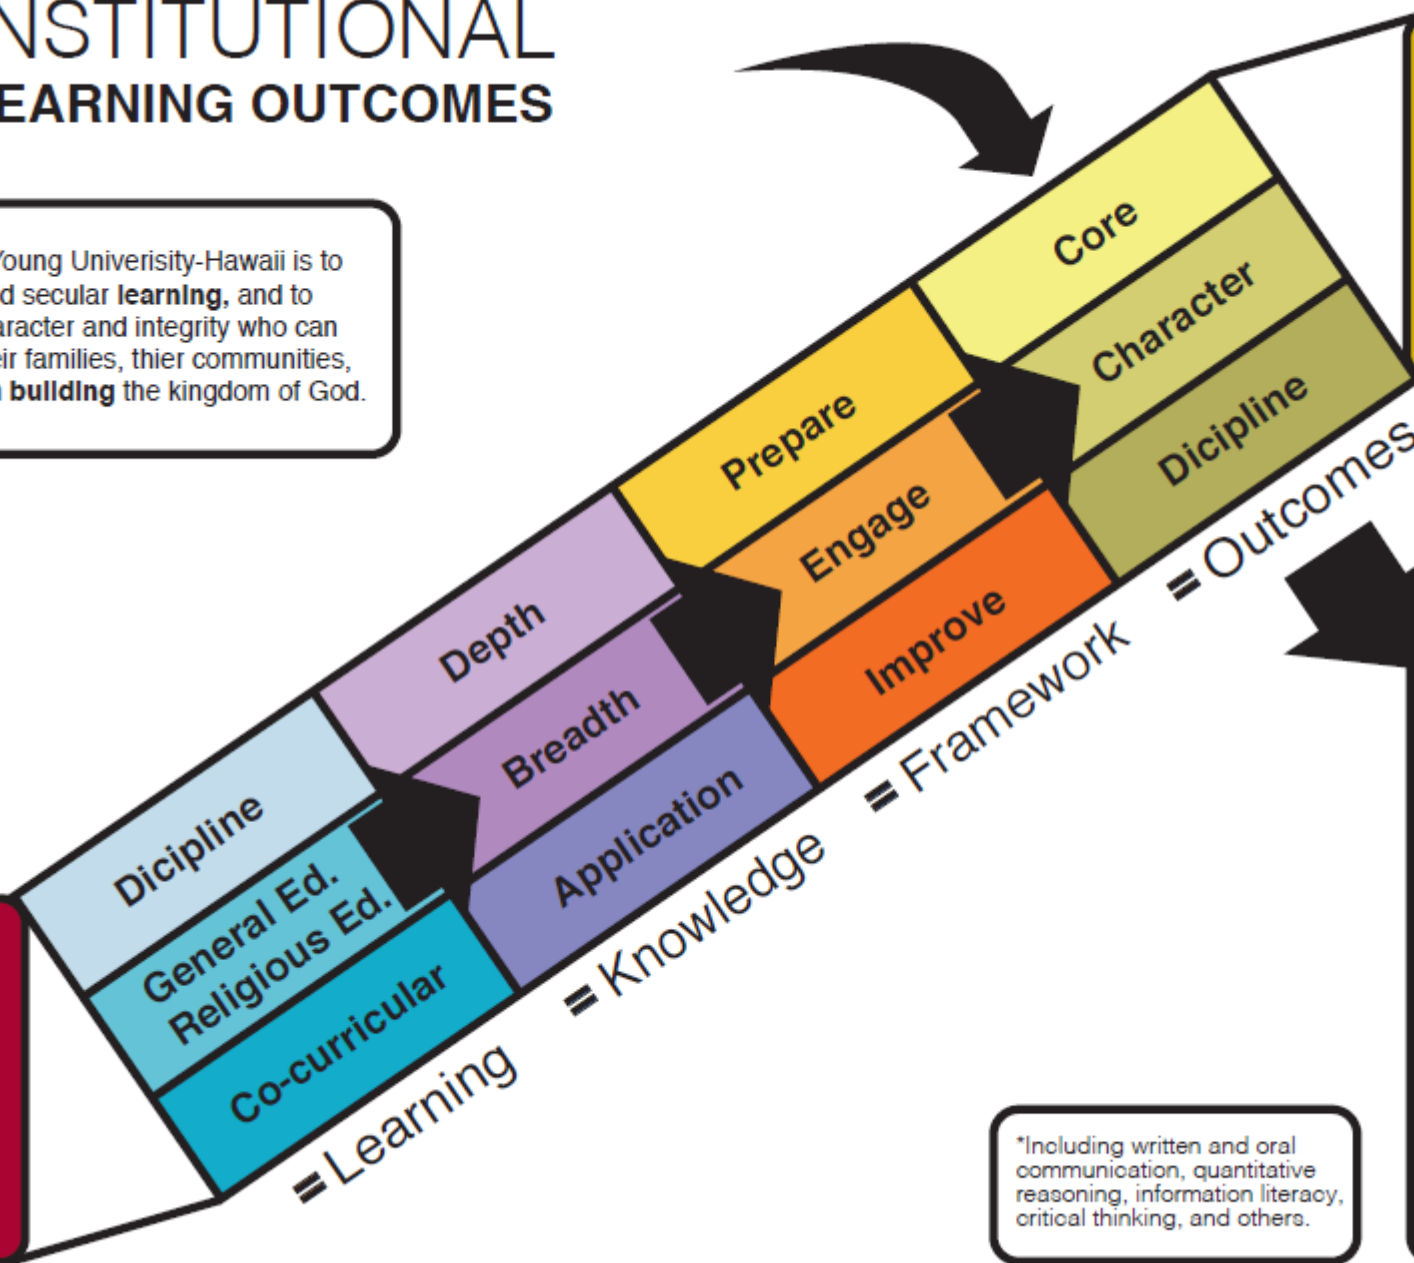 NSTITUTIONAL
EARNING OUTCOMES
Young Univerisity-Hawaii is to
d secular learning, and to
aracter and integrity who can
eir families, thier communities,
n building the kingdom of God.
Core
Character
Dicipline
= Outcomes
Prepare
Engage
Improve
= Framework
Depth
Breadth
Application
= Knowledge
Dicipline
General Ed.
Religious Ed.
Co-curricular
= Learning
*Including written and oral
communication, quantitative
reasoning, information literacy,
critical thinking, and others.